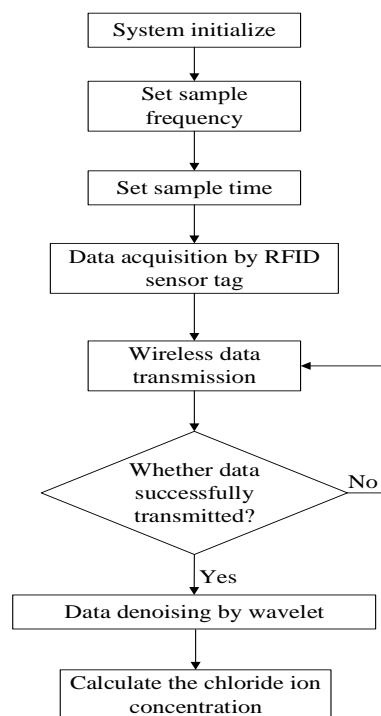 System initialize
Set sample
frequency
Set sample time
Data acquisition by RFID
sensor tag
Wireless data
transmission
Whether data
successfully
transmitted?
No
Yes
Data denoising by wavelet
Calculate the chloride ion
concentration